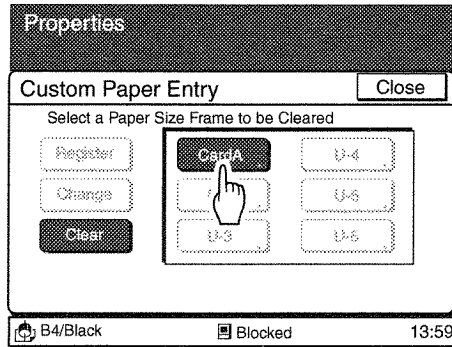 Properties
Custom Paper Entry
Close
Select a Paper Size Frame to be Cleared
Register
CardA
U-4
Change
U-5
Clear
U-3
U-6
B4/Black
Blocked
13:59